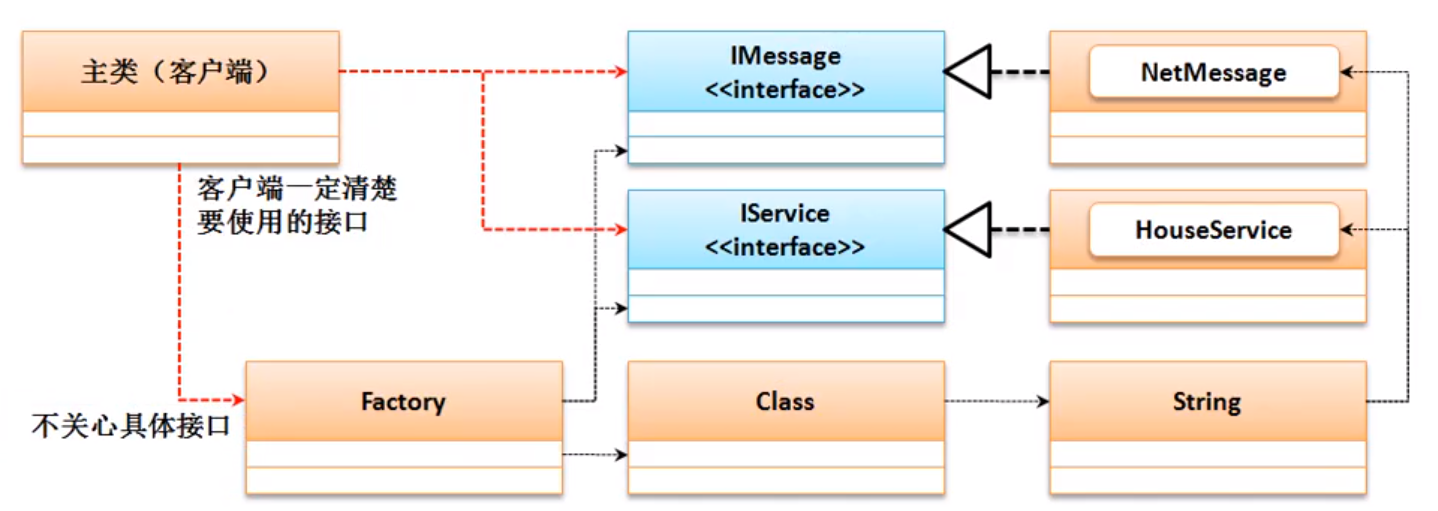 主类（客户端）
IMessage
<<interface>>
NetMessage
客户端一定清楚
要使用的接口
IService
<<interface>>
HouseService
不关心具体接口
Factory
Class
String